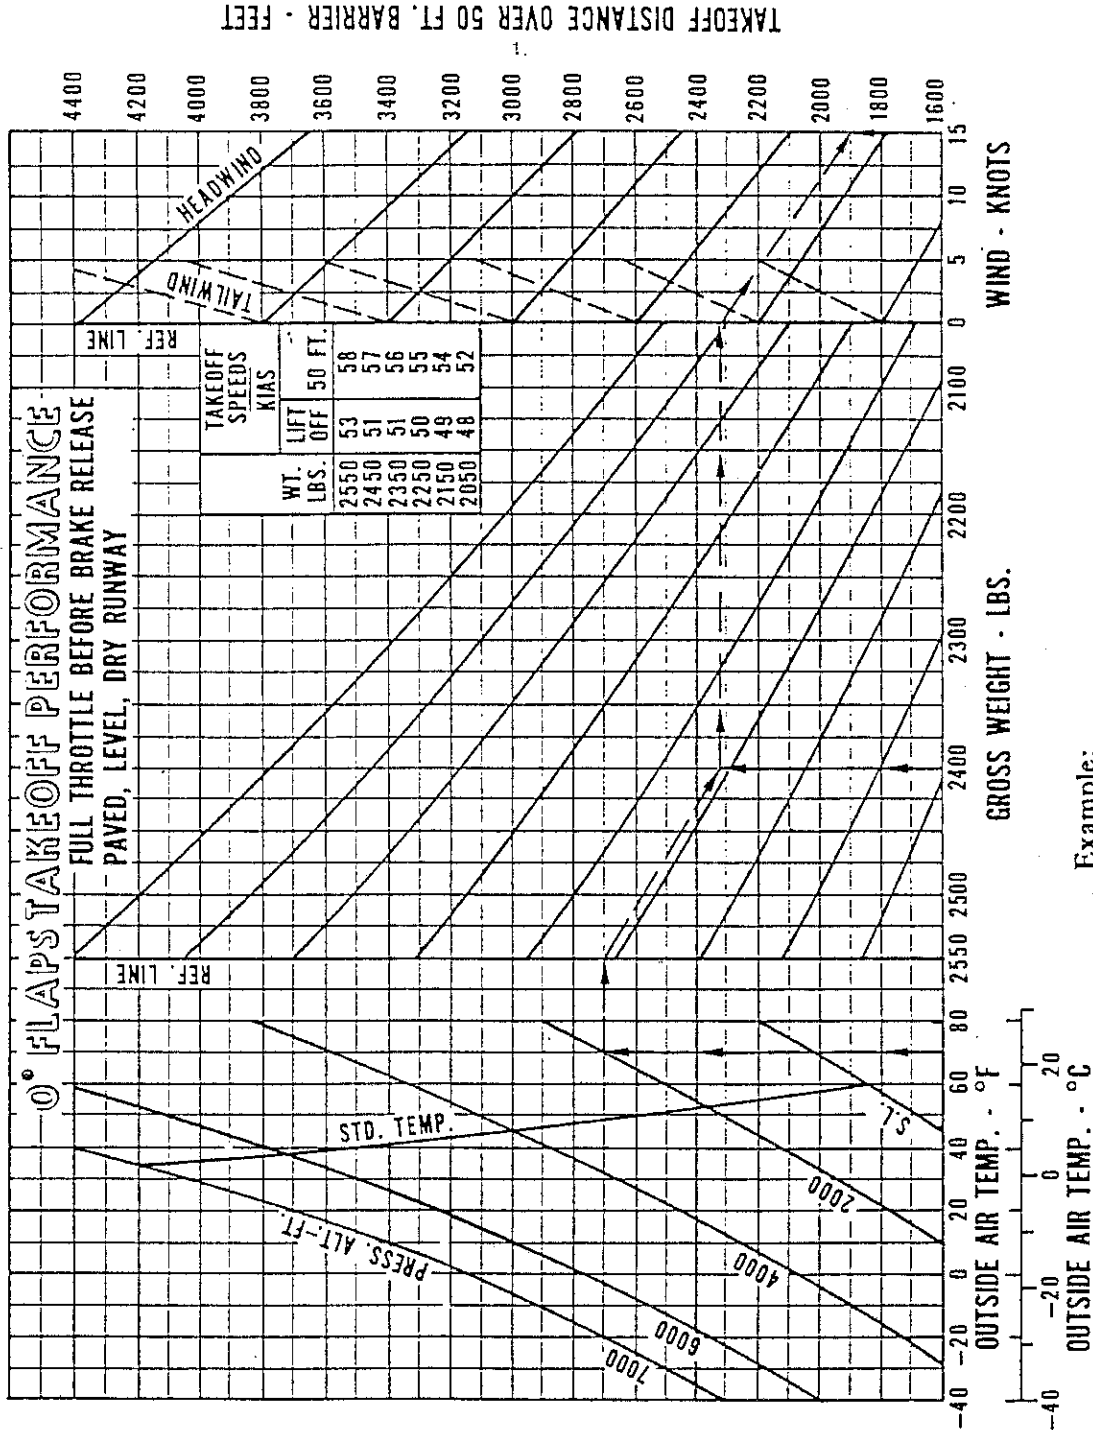 0° FLAPS TAKEOFF PERFORMANCE
FULL THROTTLE BEFORE BRAKE RELEASE
PAVED, LEVEL, DRY RUNWAY
TAKEOFF DISTANCE OVER 50 FT. BARRIER - FEET
1.
4400
4200
4000
3800
3600
3400
3200
3000
2800
2600
2400
2200
2000
1800
1600
REF. LINE
STD. TEMP.
PRESS. ALT.-FT.
7000
6000
4000
2000
S.L.
REF. LINE
HEADWIND
TAILWIND
WT. LBS. TAKEOFF SPEEDS KIAS
LIFT OFF 50 FT.
2550 53 58
2450 51 57
2350 51 56
2250 50 55
2150 49 54
2050 48 52
-40 -20 0 20 40 60 80
OUTSIDE AIR TEMP. - °F
-40 -20 0 20
OUTSIDE AIR TEMP. - °C
2550 2500 2400 2300 2200 2100
GROSS WEIGHT - LBS.
0 5 10 15
WIND - KNOTS
Example: